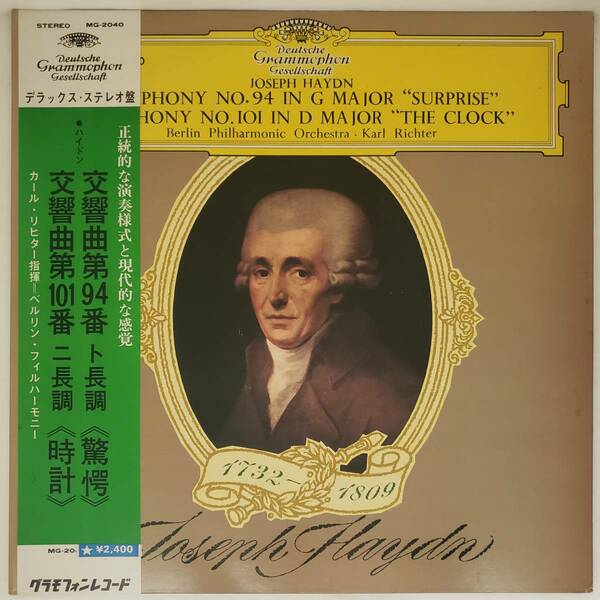 STEREO MG-2040
Deutsche
Grammophon
Gesellschaft
デラックス・ステレオ盤
正統的な演奏様式と現代的な感覚
●ハイドン
交響曲第94番 ト長調 《驚愕》
交響曲第101番 ニ長調 《時計》
カール・リヒター指揮=ベルリン・フィルハーモニー
MG-20 ★¥2,400
グラモフォンレコード
Deutsche
Grammophon
Gesellschaft
JOSEPH HAYDN
PHONY NO. 94 IN G MAJOR “SURPRISE”
HONY NO. 101 IN D MAJOR “THE CLOCK”
Berlin Philharmonic Orchestra · Karl Richter
1732–
1809
Joseph Haydn